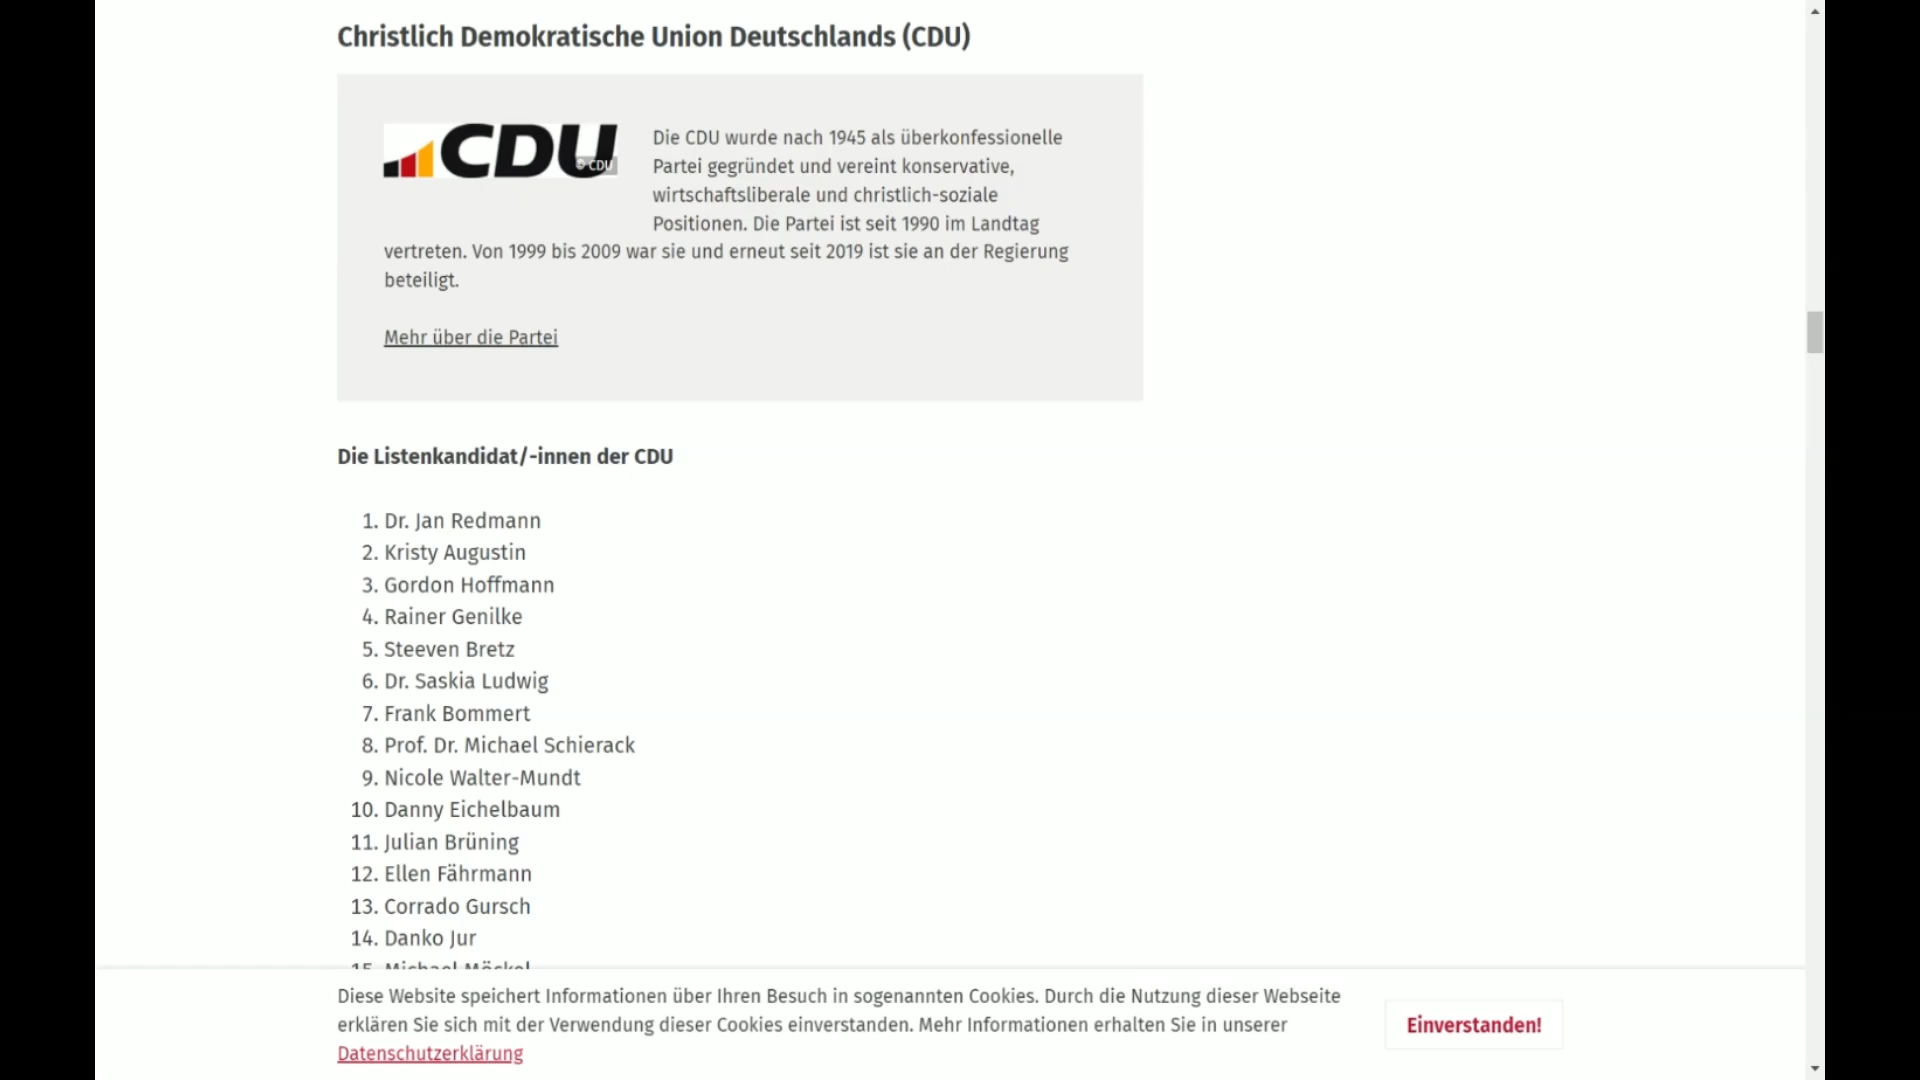 Christlich Demokratische Union Deutschlands (CDU)
CDU
© CDU
Die CDU wurde nach 1945 als überkonfessionelle
Partei gegründet und vereint konservative,
wirtschaftsliberale und christlich-soziale
Positionen. Die Partei ist seit 1990 im Landtag
vertreten. Von 1999 bis 2009 war sie und erneut seit 2019 ist sie an der Regierung
beteiligt.
Mehr über die Partei
Die Listenkandidat/-innen der CDU
1. Dr. Jan Redmann
2. Kristy Augustin
3. Gordon Hoffmann
4. Rainer Genilke
5. Steeven Bretz
6. Dr. Saskia Ludwig
7. Frank Bommert
8. Prof. Dr. Michael Schierack
9. Nicole Walter-Mundt
10. Danny Eichelbaum
11. Julian Brüning
12. Ellen Fährmann
13. Corrado Gursch
14. Danko Jur
15. Michael Möckel
Diese Website speichert Informationen über Ihren Besuch in sogenannten Cookies. Durch die Nutzung dieser Webseite
erklären Sie sich mit der Verwendung dieser Cookies einverstanden. Mehr Informationen erhalten Sie in unserer
Datenschutzerklärung
Einverstanden!